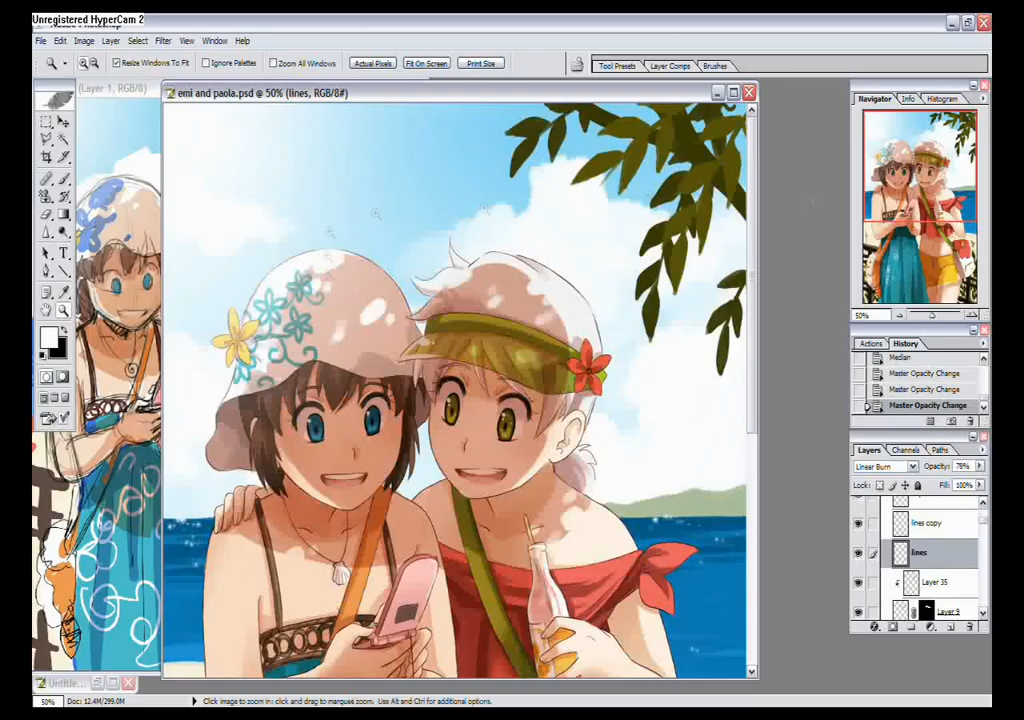 Unregistered HyperCam 2
File Edit Image Layer Select Filter View Window Help
Resize Windows To Fit Ignore Palettes Zoom All Windows Actual Pixels Fit On Screen Print Size Tool Presets Layer Comps Brushes
(Layer 1, RGB/8)
emi and paola.psd @ 50% (lines, RGB/8#)
Navigator Info Histogram
50%
Actions History
Median
Master Opacity Change
Master Opacity Change
Master Opacity Change
Layers Channels Paths
Linear Burn Opacity: 78%
Lock: Fill: 100%
lines copy
lines
Layer 35
Layer 9
Untitle...
50% Doc: 12.4M/299.0M Click image to zoom in; click and drag to marquee zoom. Use Alt and Ctrl for additional options.